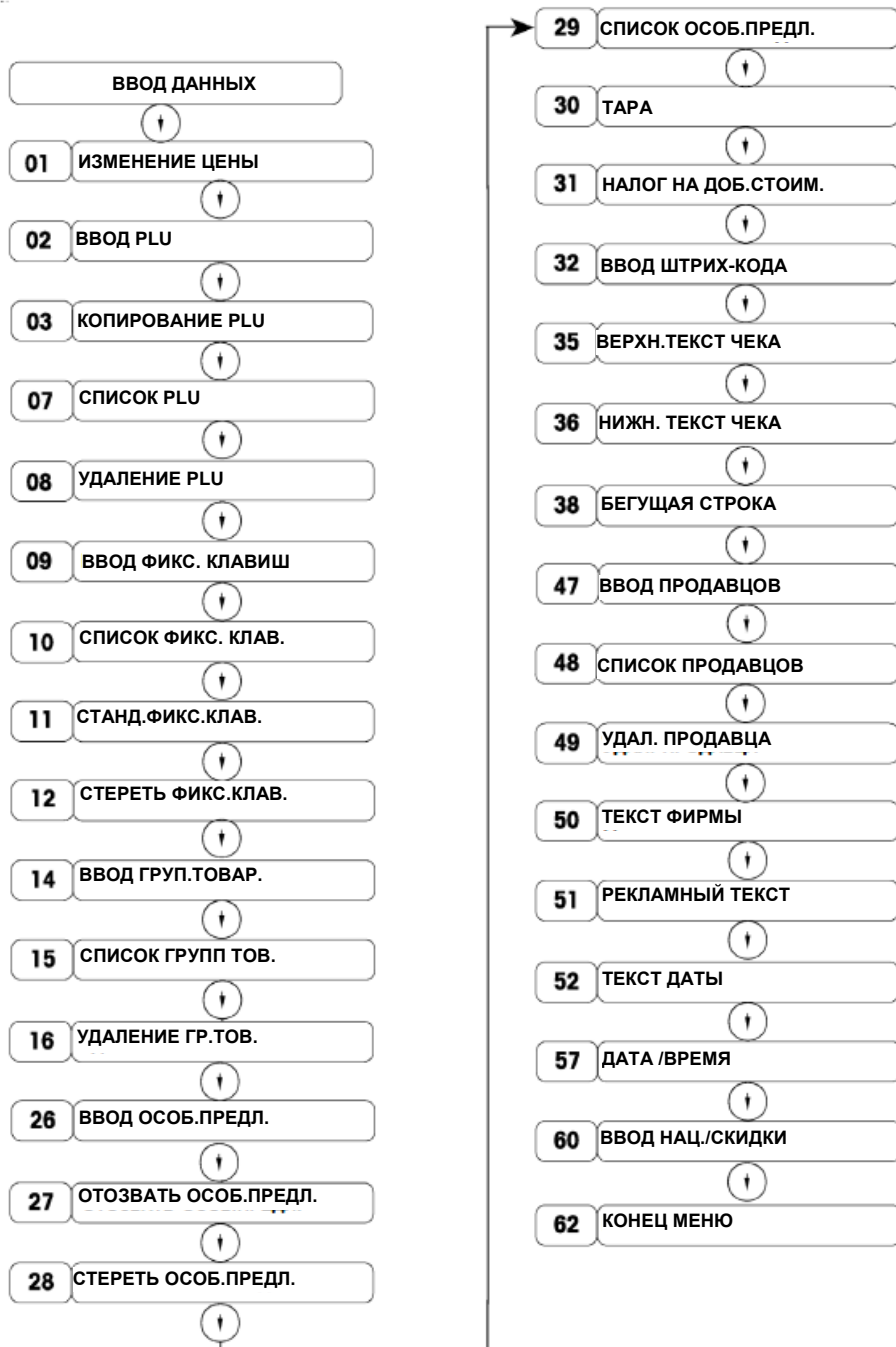 ВВОД ДАННЫХ
01 ИЗМЕНЕНИЕ ЦЕНЫ
02 ВВОД PLU
03 КОПИРОВАНИЕ PLU
07 СПИСОК PLU
08 УДАЛЕНИЕ PLU
09 ВВОД ФИКС. КЛАВИШ
10 СПИСОК ФИКС. КЛАВ.
11 СТАНД.ФИКС.КЛАВ.
12 СТЕРЕТЬ ФИКС.КЛАВ.
14 ВВОД ГРУП.ТОВАР.
15 СПИСОК ГРУПП ТОВ.
16 УДАЛЕНИЕ ГР.ТОВ.
26 ВВОД ОСОБ.ПРЕДЛ.
27 ОТОЗВАТЬ ОСОБ.ПРЕДЛ.
28 СТЕРЕТЬ ОСОБ.ПРЕДЛ.
29 СПИСОК ОСОБ.ПРЕДЛ.
30 ТАРА
31 НАЛОГ НА ДОБ.СТОИМ.
32 ВВОД ШТРИХ-КОДА
35 ВЕРХН.ТЕКСТ ЧЕКА
36 НИЖН. ТЕКСТ ЧЕКА
38 БЕГУЩАЯ СТРОКА
47 ВВОД ПРОДАВЦОВ
48 СПИСОК ПРОДАВЦОВ
49 УДАЛ. ПРОДАВЦА
50 ТЕКСТ ФИРМЫ
51 РЕКЛАМНЫЙ ТЕКСТ
52 ТЕКСТ ДАТЫ
57 ДАТА /ВРЕМЯ
60 ВВОД НАЦ./СКИДКИ
62 КОНЕЦ МЕНЮ